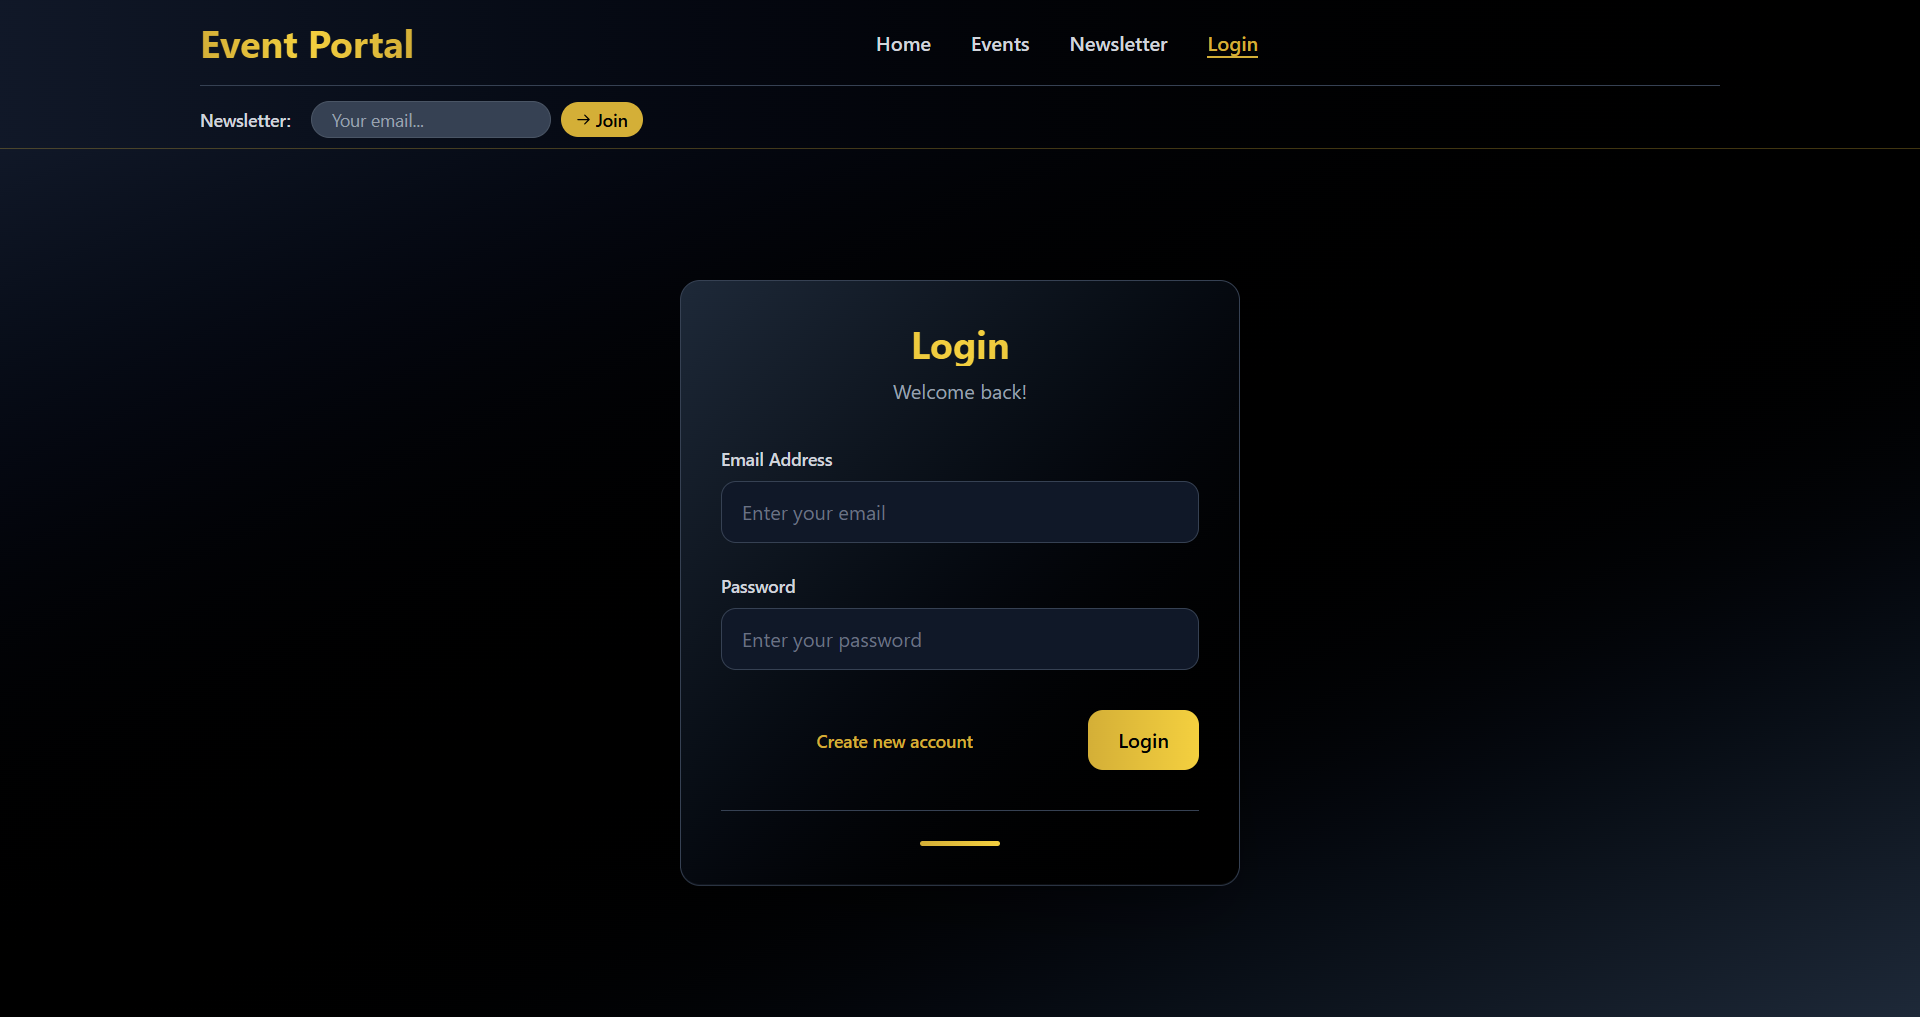 Event Portal
Home Events Newsletter Login
Newsletter: Your email... → Join
Login
Welcome back!
Email Address
Enter your email
Password
Enter your password
Create new account Login